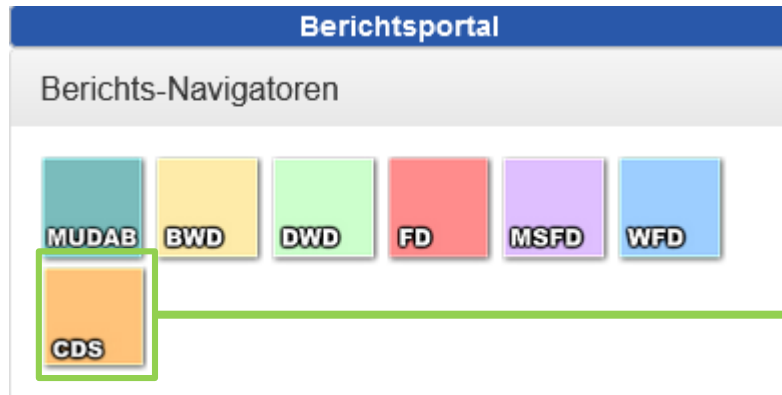 Berichtsportal
Berichts-Navigatoren
MUDAB BWD DWD FD MSFD WFD
CDS